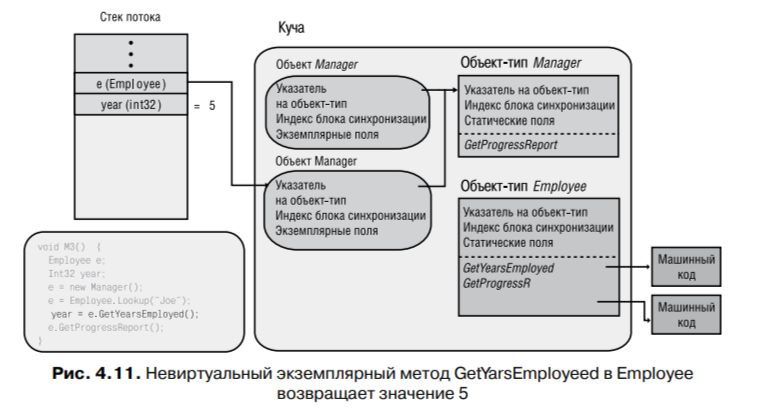 Стек потока
e (Employee)
year (int32)
= 5
void M3() {
Employee e;
Int32 year;
e = new Manager();
e = Employee.Lookup("Joe");
year = e.GetYearsEmployed();
e.GetProgressReport();
}
Куча
Объект Manager
Указатель
на объект-тип
Индекс блока синхронизации
Экземплярные поля
Объект Manager
Указатель
на объект-тип
Индекс блока синхронизации
Экземплярные поля
Объект-тип Manager
Указатель на объект-тип
Индекс блока синхронизации
Статические поля
GetProgressReport
Объект-тип Employee
Указатель на объект-тип
Индекс блока синхронизации
Статические поля
GetYearsEmployed
GetProgressR
Машинный
код
Машинный
код
Рис. 4.11. Невиртуальный экземплярный метод GetYarsEmployeed в Employee
возвращает значение 5